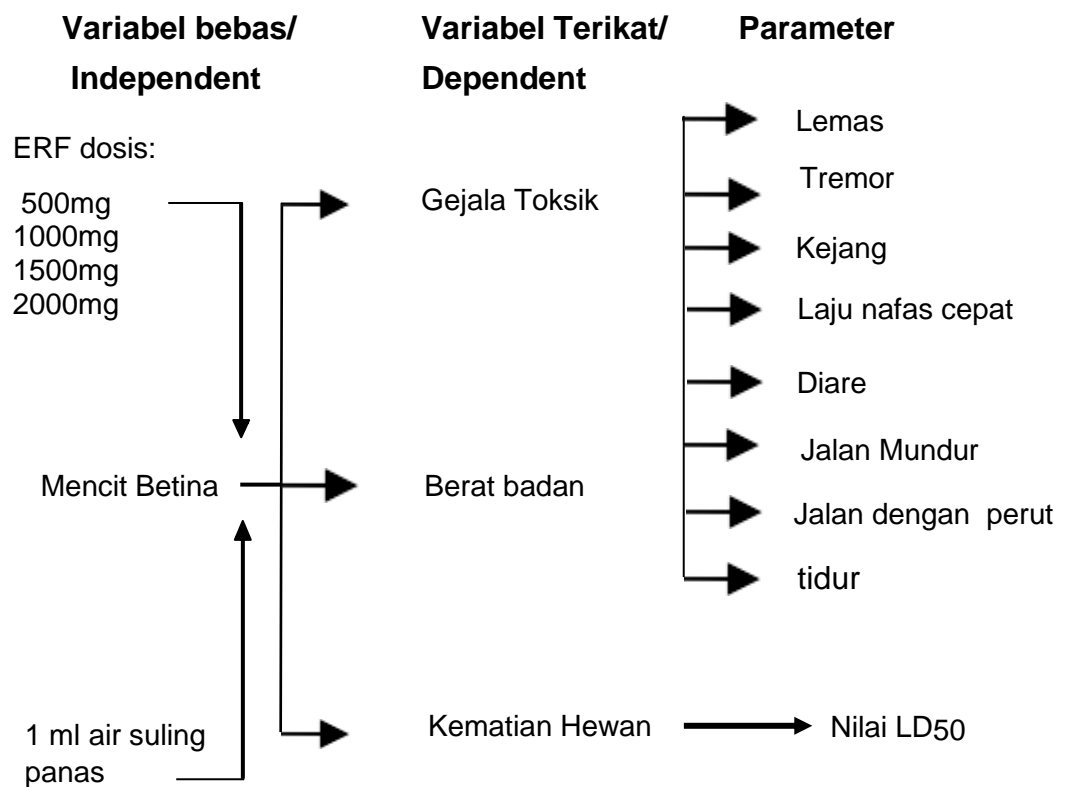 Variabel bebas/
Independent
Variabel Terikat/
Dependent
Parameter
ERF dosis:
500mg
1000mg
1500mg
2000mg
Mencit Betina
1 ml air suling
panas
Gejala Toksik
Berat badan
Kematian Hewan
Lemas
Tremor
Kejang
Laju nafas cepat
Diare
Jalan Mundur
Jalan dengan perut
tidur
Nilai LD50